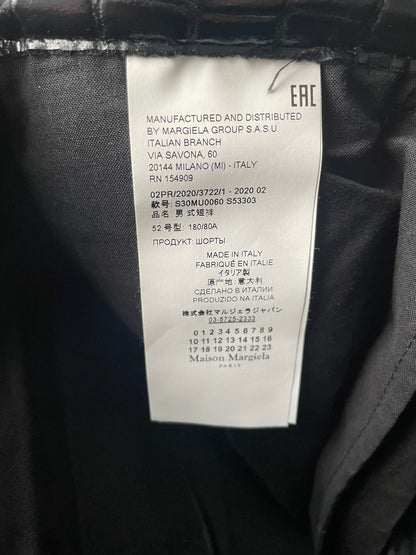 EAC
MANUFACTURED AND DISTRIBUTED
BY MARGIELA GROUP S.A.S.U.
ITALIAN BRANCH
VIA SAVONA, 60
20144 MILANO (MI) - ITALY
RN 154909
02PR/2020/3722/1 - 2020 02
款号: S30MU0060 S53303
品名: 男式短裤
52 号型: 180/80A
ПРОДУКТ: ШОРТЫ
MADE IN ITALY
FABRIQUÉ EN ITALIE
イタリア製
原产地: 意大利
СДЕЛАНО В ИТАЛИИ
PRODUZIDO NA ITALIA
株式会社マルジェラジャパン
03-5725-2333
0 1 2 3 4 5 6 7 8 9
10 11 12 13 14 15 16
17 18 19 20 21 22 23
Maison Margiela
PARIS